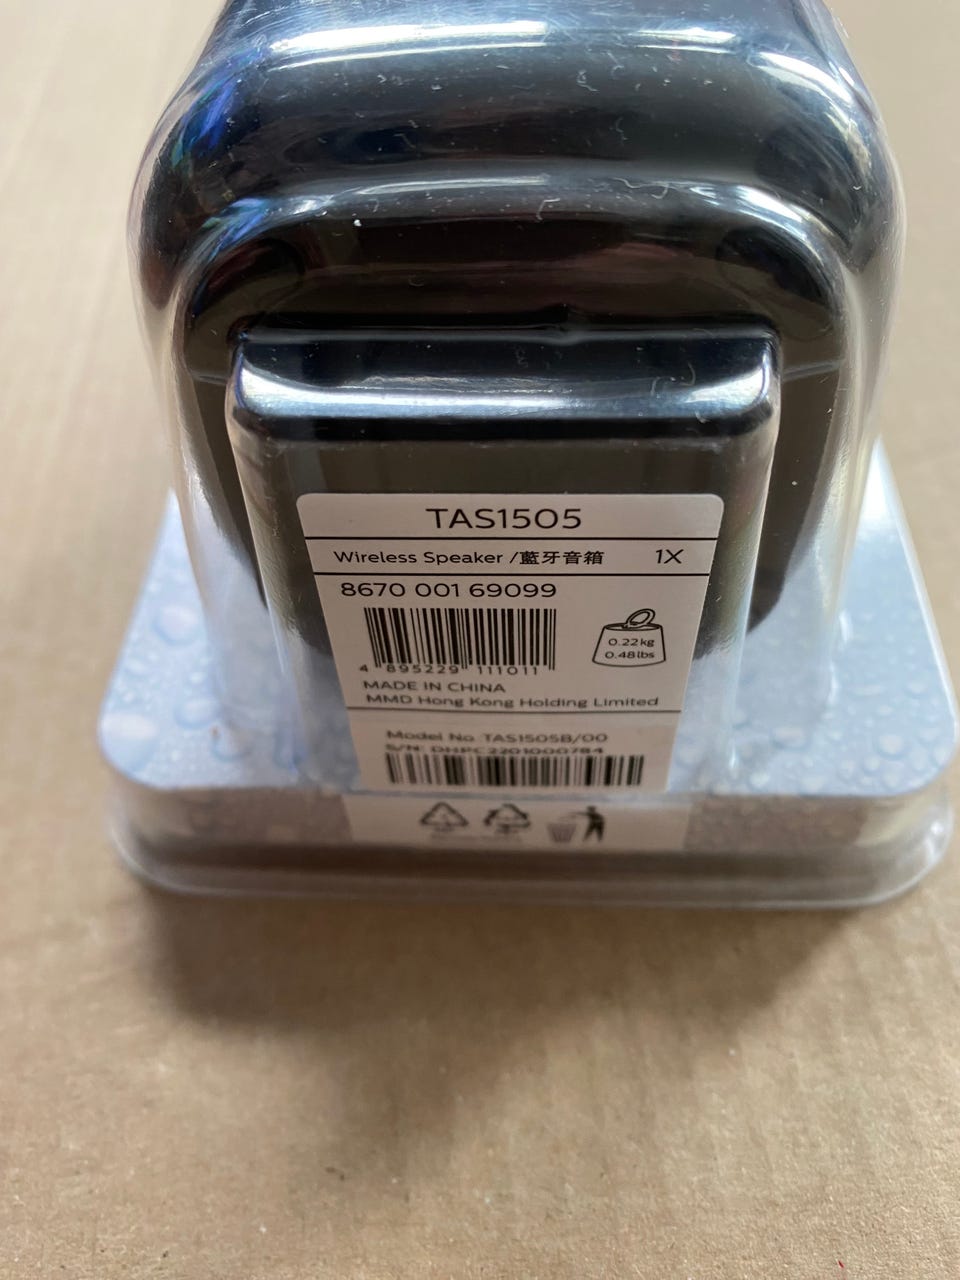 TAS1505
Wireless Speaker /藍牙音箱 1X
8670 001 69099
0.22kg
0.48lbs
4 895229 111011
MADE IN CHINA
MMD Hong Kong Holding Limited
Model No TAS1505B/00
S/N: DHPC2201000784